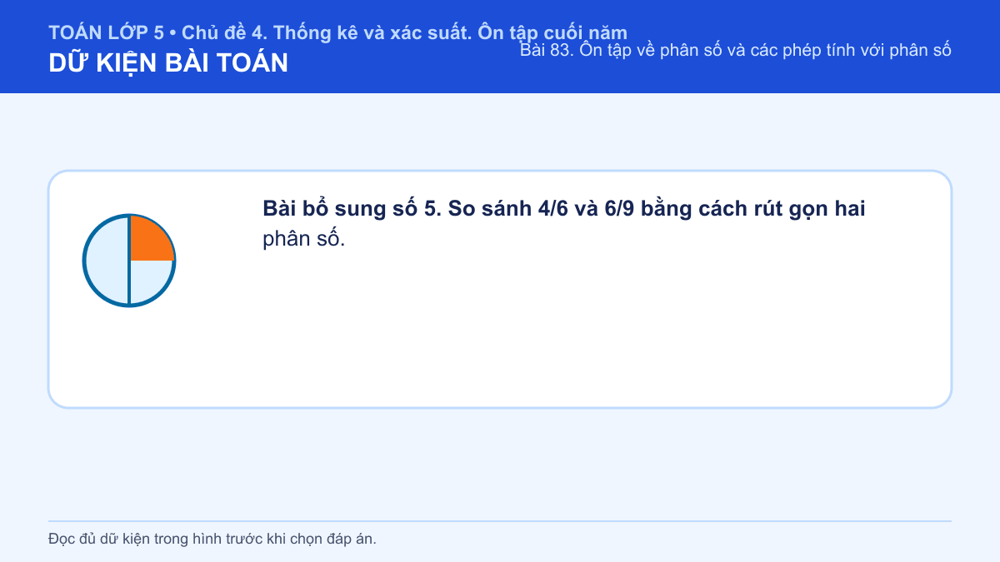 TOÁN LỚP 5 • Chủ đề 4. Thống kê và xác suất. Ôn tập cuối năm
Bài 83. Ôn tập về phân số và các phép tính với phân số
DỮ KIỆN BÀI TOÁN
Bài bổ sung số 5. So sánh 4/6 và 6/9 bằng cách rút gọn hai
phân số.
Đọc đủ dữ kiện trong hình trước khi chọn đáp án.